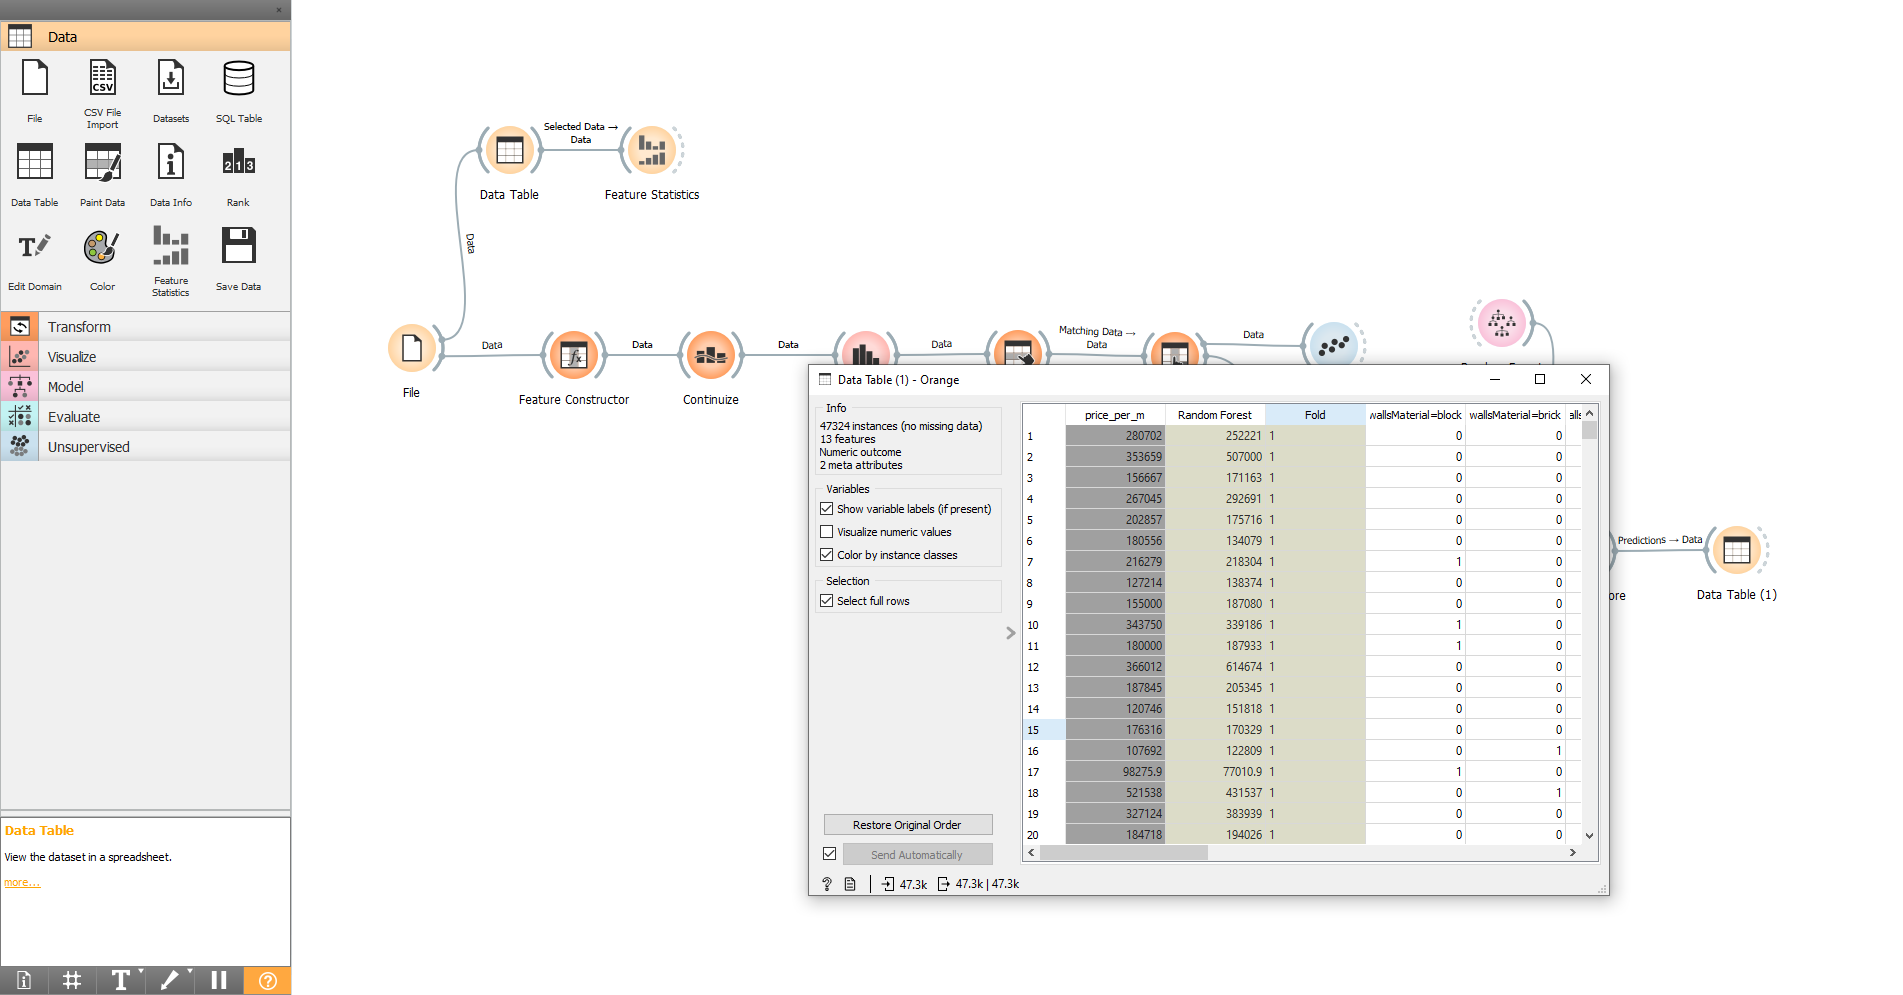 Data
File
CSV File
Import
Datasets
SQL Table
Data Table
Paint Data
Data Info
Rank
Edit Domain
Color
Feature
Statistics
Save Data
Transform
Visualize
Model
Evaluate
Unsupervised
Data Table
View the dataset in a spreadsheet.
more...
Selected Data →
Data
Data Table
Feature Statistics
Data
File
Data
Feature Constructor
Data
Continuize
Data
Data
Matching Data →
Data
Data
Predictions → Data
ore
Data Table (1)
Data Table (1) - Orange
Info
47324 instances (no missing data)
13 features
Numeric outcome
2 meta attributes
Variables
Show variable labels (if present)
Visualize numeric values
Color by instance classes
Selection
Select full rows
Restore Original Order
Send Automatically
47.3k 47.3k | 47.3k
price_per_m Random Forest Fold wallsMaterial=block wallsMaterial=brick alls
1 280702 252221 1 0 0
2 353659 507000 1 0 0
3 156667 171163 1 0 0
4 267045 292691 1 0 0
5 202857 175716 1 0 0
6 180556 134079 1 0 0
7 216279 218304 1 1 0
8 127214 138374 1 0 0
9 155000 187080 1 0 0
10 343750 339186 1 1 0
11 180000 187933 1 1 0
12 366012 614674 1 0 0
13 187845 205345 1 0 0
14 120746 151818 1 0 0
15 176316 170329 1 0 0
16 107692 122809 1 0 1
17 98275.9 77010.9 1 1 0
18 521538 431537 1 0 1
19 327124 383939 1 0 0
20 184718 194026 1 0 0